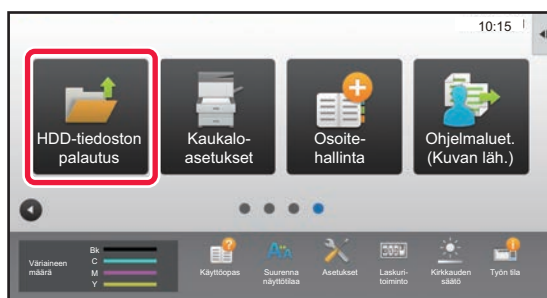 10:15
HDD-tiedoston
palautus
Kaukalo-
asetukset
Osoite-
hallinta
Ohjelmaluet.
(Kuvan läh.)
Väriaineen
määrä
Bk
C
M
Y
Käyttöopas
Suurenna
näyttötilaa
Asetukset
Laskuri-
toiminto
Kirkkauden
säätö
Työn tila